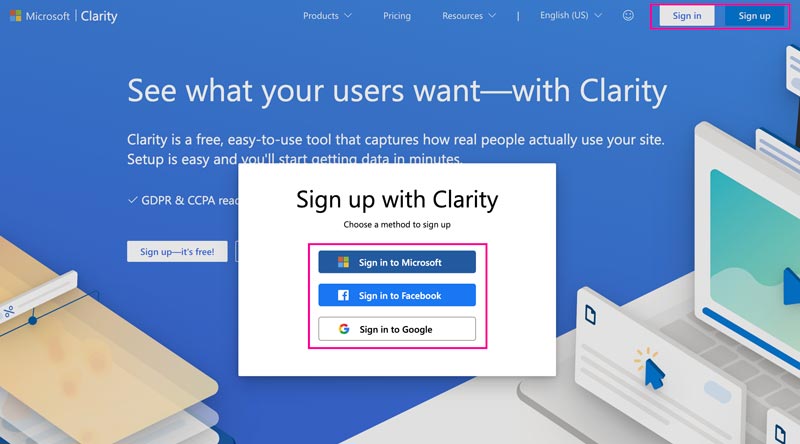 Microsoft | Clarity
Products
Pricing
Resources
|
English (US)
Sign in
Sign up
See what your users want—with Clarity
Clarity is a free, easy-to-use tool that captures how real people actually use your site.
Setup is easy and you'll start getting data in minutes.
GDPR & CCPA
Sign up—it's free!
Sign up with Clarity
Choose a method to sign up
Sign in to Microsoft
Sign in to Facebook
Sign in to Google
%